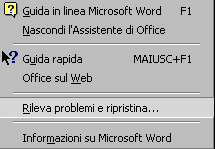 Guida in linea Microsoft Word F1
Nascondi l'Assistente di Office
Guida rapida MAIUSC+F1
Office sul Web
Rileva problemi e ripristina...
Informazioni su Microsoft Word